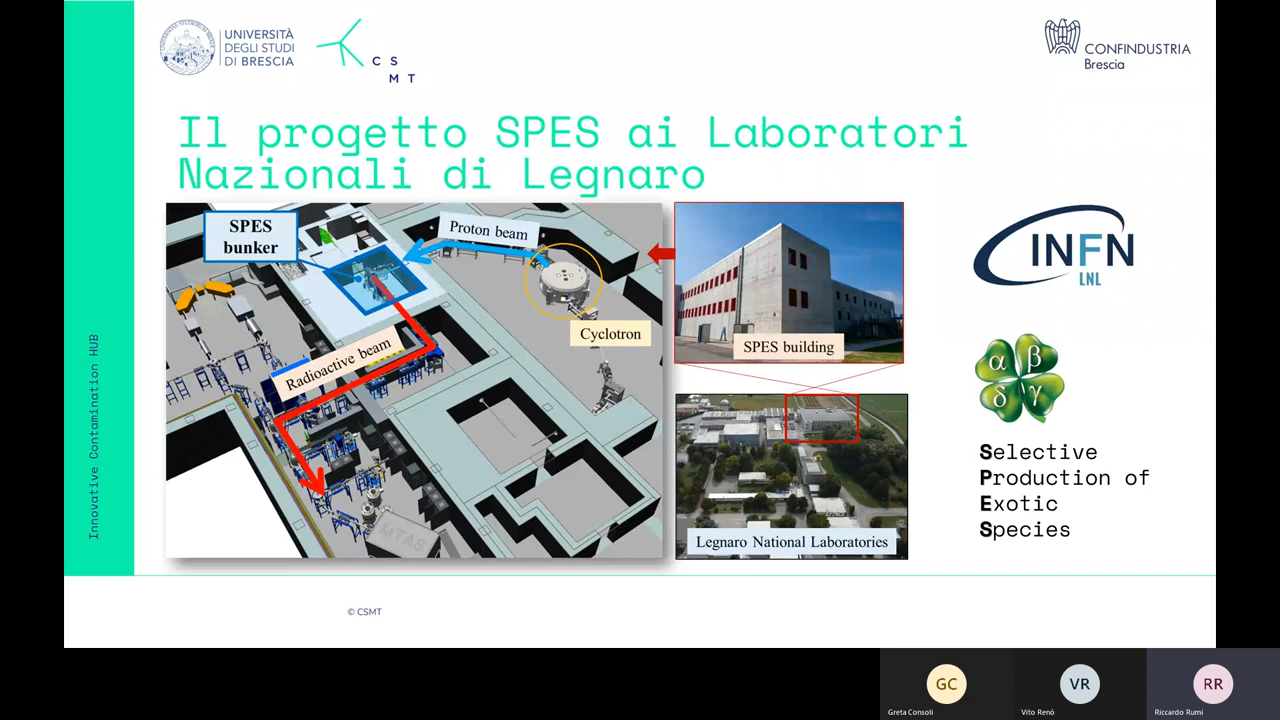 UNIVERSITÀ
DEGLI STUDI
DI BRESCIA
C S
M T
CONFINDUSTRIA
Brescia
Il progetto SPES ai Laboratori
Nazionali di Legnaro
SPES
bunker
Proton beam
Cyclotron
Radioactive beam
MTAS
SPES building
Legnaro National Laboratories
INFN
LNL
α β
δ γ
Selective
Production of
Exotic
Species
Innovative Contamination HUB
© CSMT
GC
VR
RR
Greta Consoli
Vito Renò
Riccardo Rumi